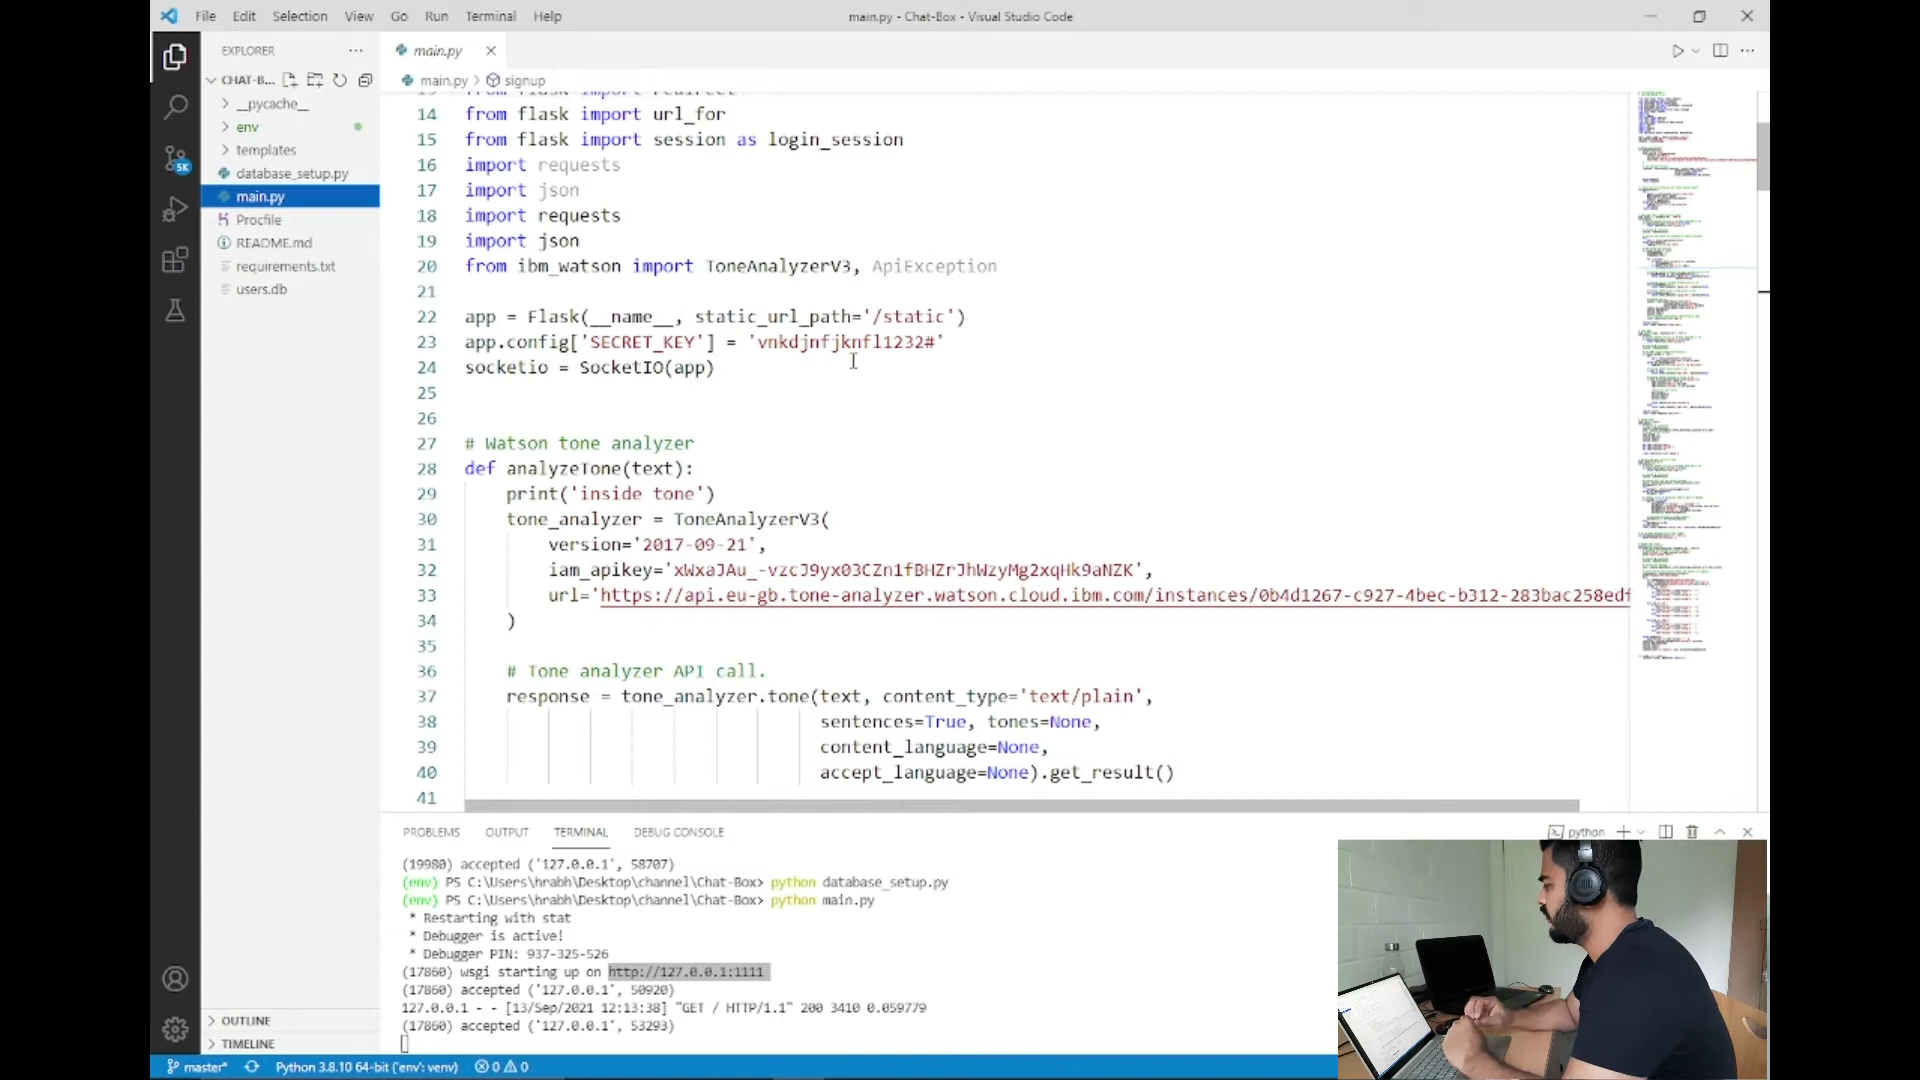 File Edit Selection View Go Run Terminal Help
main.py - Chat-Box - Visual Studio Code
EXPLORER
CHAT-B...
__pycache__
env
templates
database_setup.py
main.py
Procfile
README.md
requirements.txt
users.db
OUTLINE
TIMELINE
5K
main.py
main.py > signup
13 from flask import redirect
14 from flask import url_for
15 from flask import session as login_session
16 import requests
17 import json
18 import requests
19 import json
20 from ibm_watson import ToneAnalyzerV3, ApiException
21
22 app = Flask(__name__, static_url_path='/static')
23 app.config['SECRET_KEY'] = 'vnkdjnfjknfl1232#'
24 socketio = SocketIO(app)
25
26
27 # Watson tone analyzer
28 def analyzeTone(text):
29 print('inside tone')
30 tone_analyzer = ToneAnalyzerV3(
31 version='2017-09-21',
32 iam_apikey='xWxaJAu_-vzcJ9yx03CZn1fBHZrJhWzyMg2xqHk9aNZK',
33 url='https://api.eu-gb.tone-analyzer.watson.cloud.ibm.com/instances/0b4d1267-c927-4bec-b312-283bac258edf
34 )
35
36 # Tone analyzer API call.
37 response = tone_analyzer.tone(text, content_type='text/plain',
38 sentences=True, tones=None,
39 content_language=None,
40 accept_language=None).get_result()
41
PROBLEMS OUTPUT TERMINAL DEBUG CONSOLE
python
(19980) accepted ('127.0.0.1', 58707)
(env) PS C:\Users\hrabh\Desktop\channel\Chat-Box> python database_setup.py
(env) PS C:\Users\hrabh\Desktop\channel\Chat-Box> python main.py
* Restarting with stat
* Debugger is active!
* Debugger PIN: 937-325-526
(17860) wsgi starting up on http://127.0.0.1:1111
(17860) accepted ('127.0.0.1', 50920)
127.0.0.1 - - [13/Sep/2021 12:13:38] "GET / HTTP/1.1" 200 3410 0.059779
(17860) accepted ('127.0.0.1', 53293)
master* Python 3.8.10 64-bit ('env': venv) 0 0